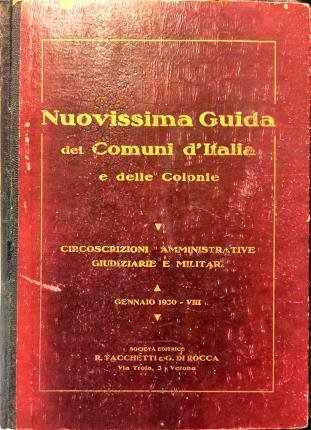 Nuovissima Guida
dei Comuni d'Italia
e delle Colonie
CIRCOSCRIZIONI AMMINISTRATIVE
GIUDIZIARIE E MILITARI
GENNAIO 1930 - VIII
SOCIETÀ EDITRICE
R. TACCHETTI & G. DI ROCCA
Via Trota, 3 - Verona